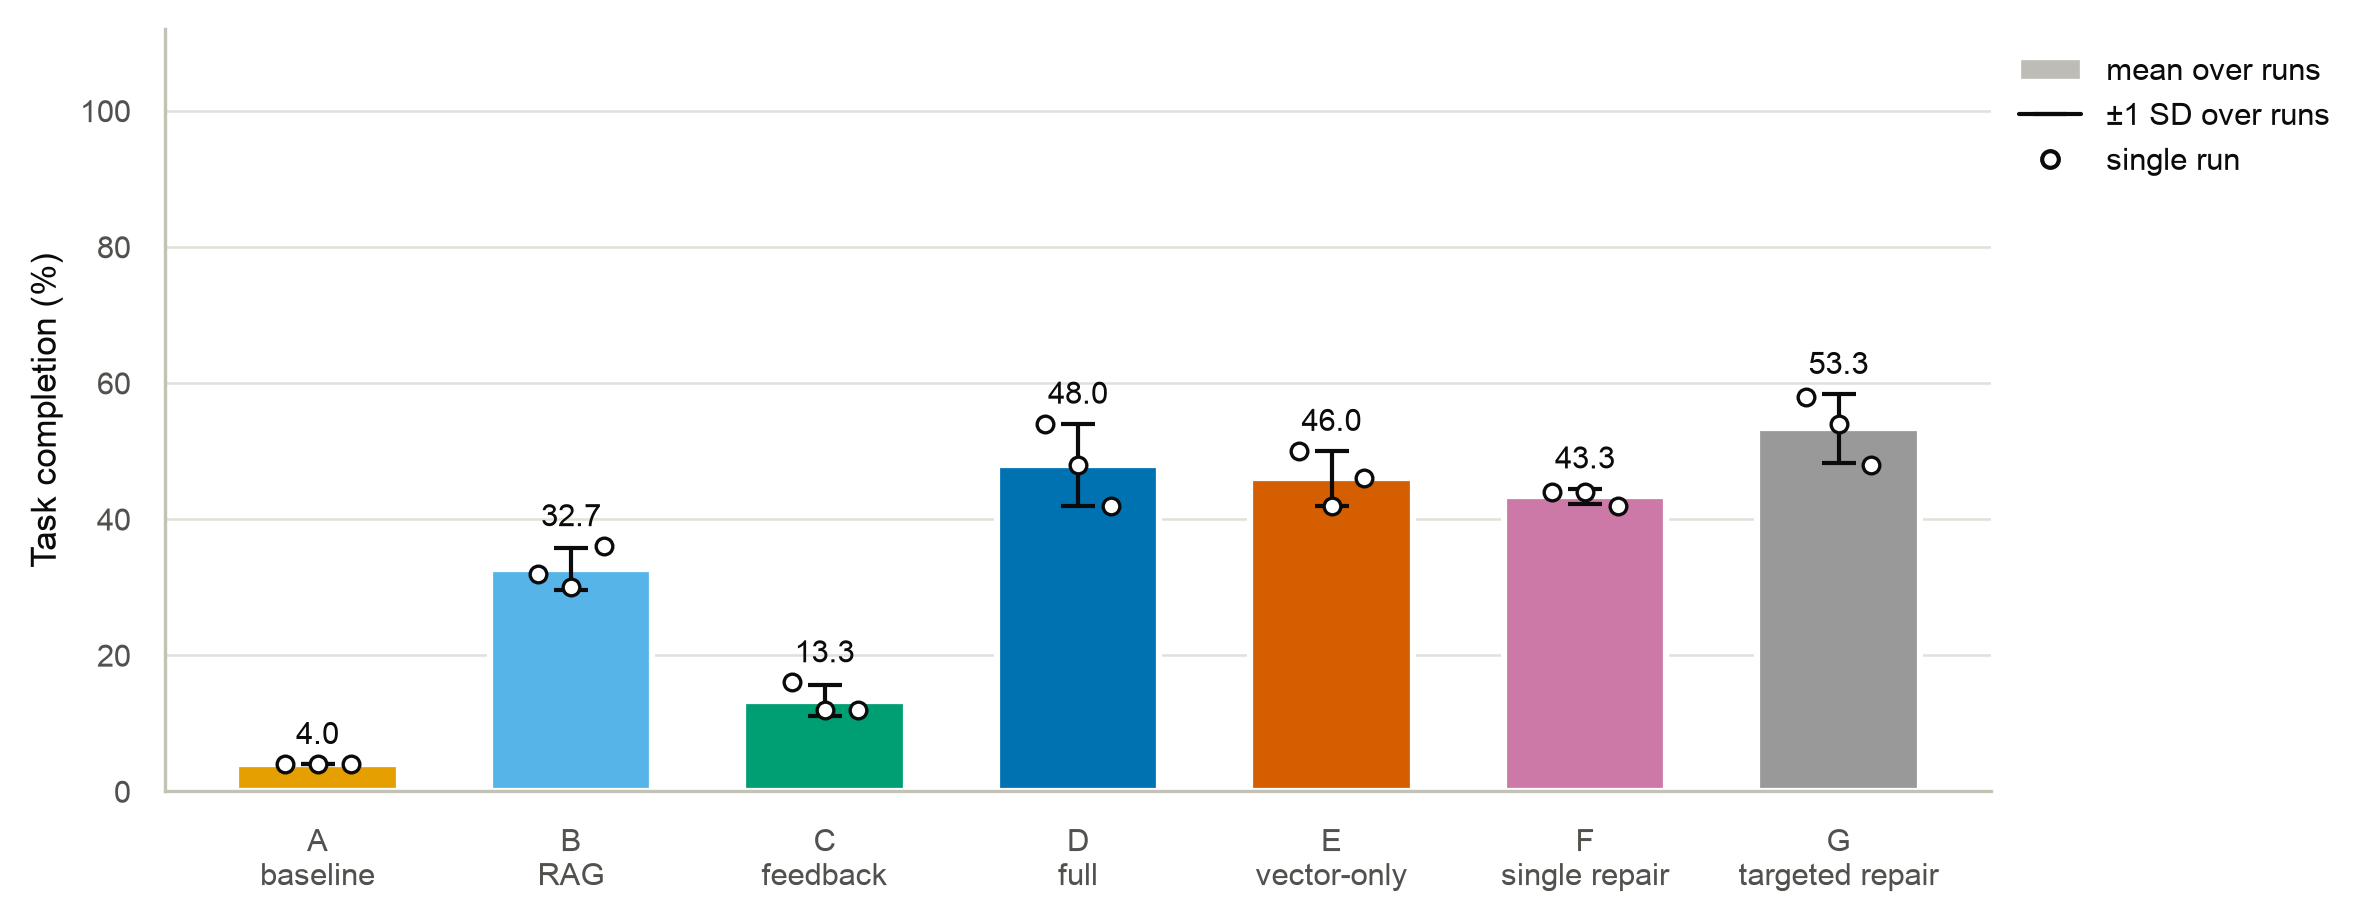 mean over runs
±1 SD over runs
single run
Task completion (%)
100
80
60
40
20
0
4.0
32.7
13.3
48.0
46.0
43.3
53.3
A
baseline
B
RAG
C
feedback
D
full
E
vector-only
F
single repair
G
targeted repair